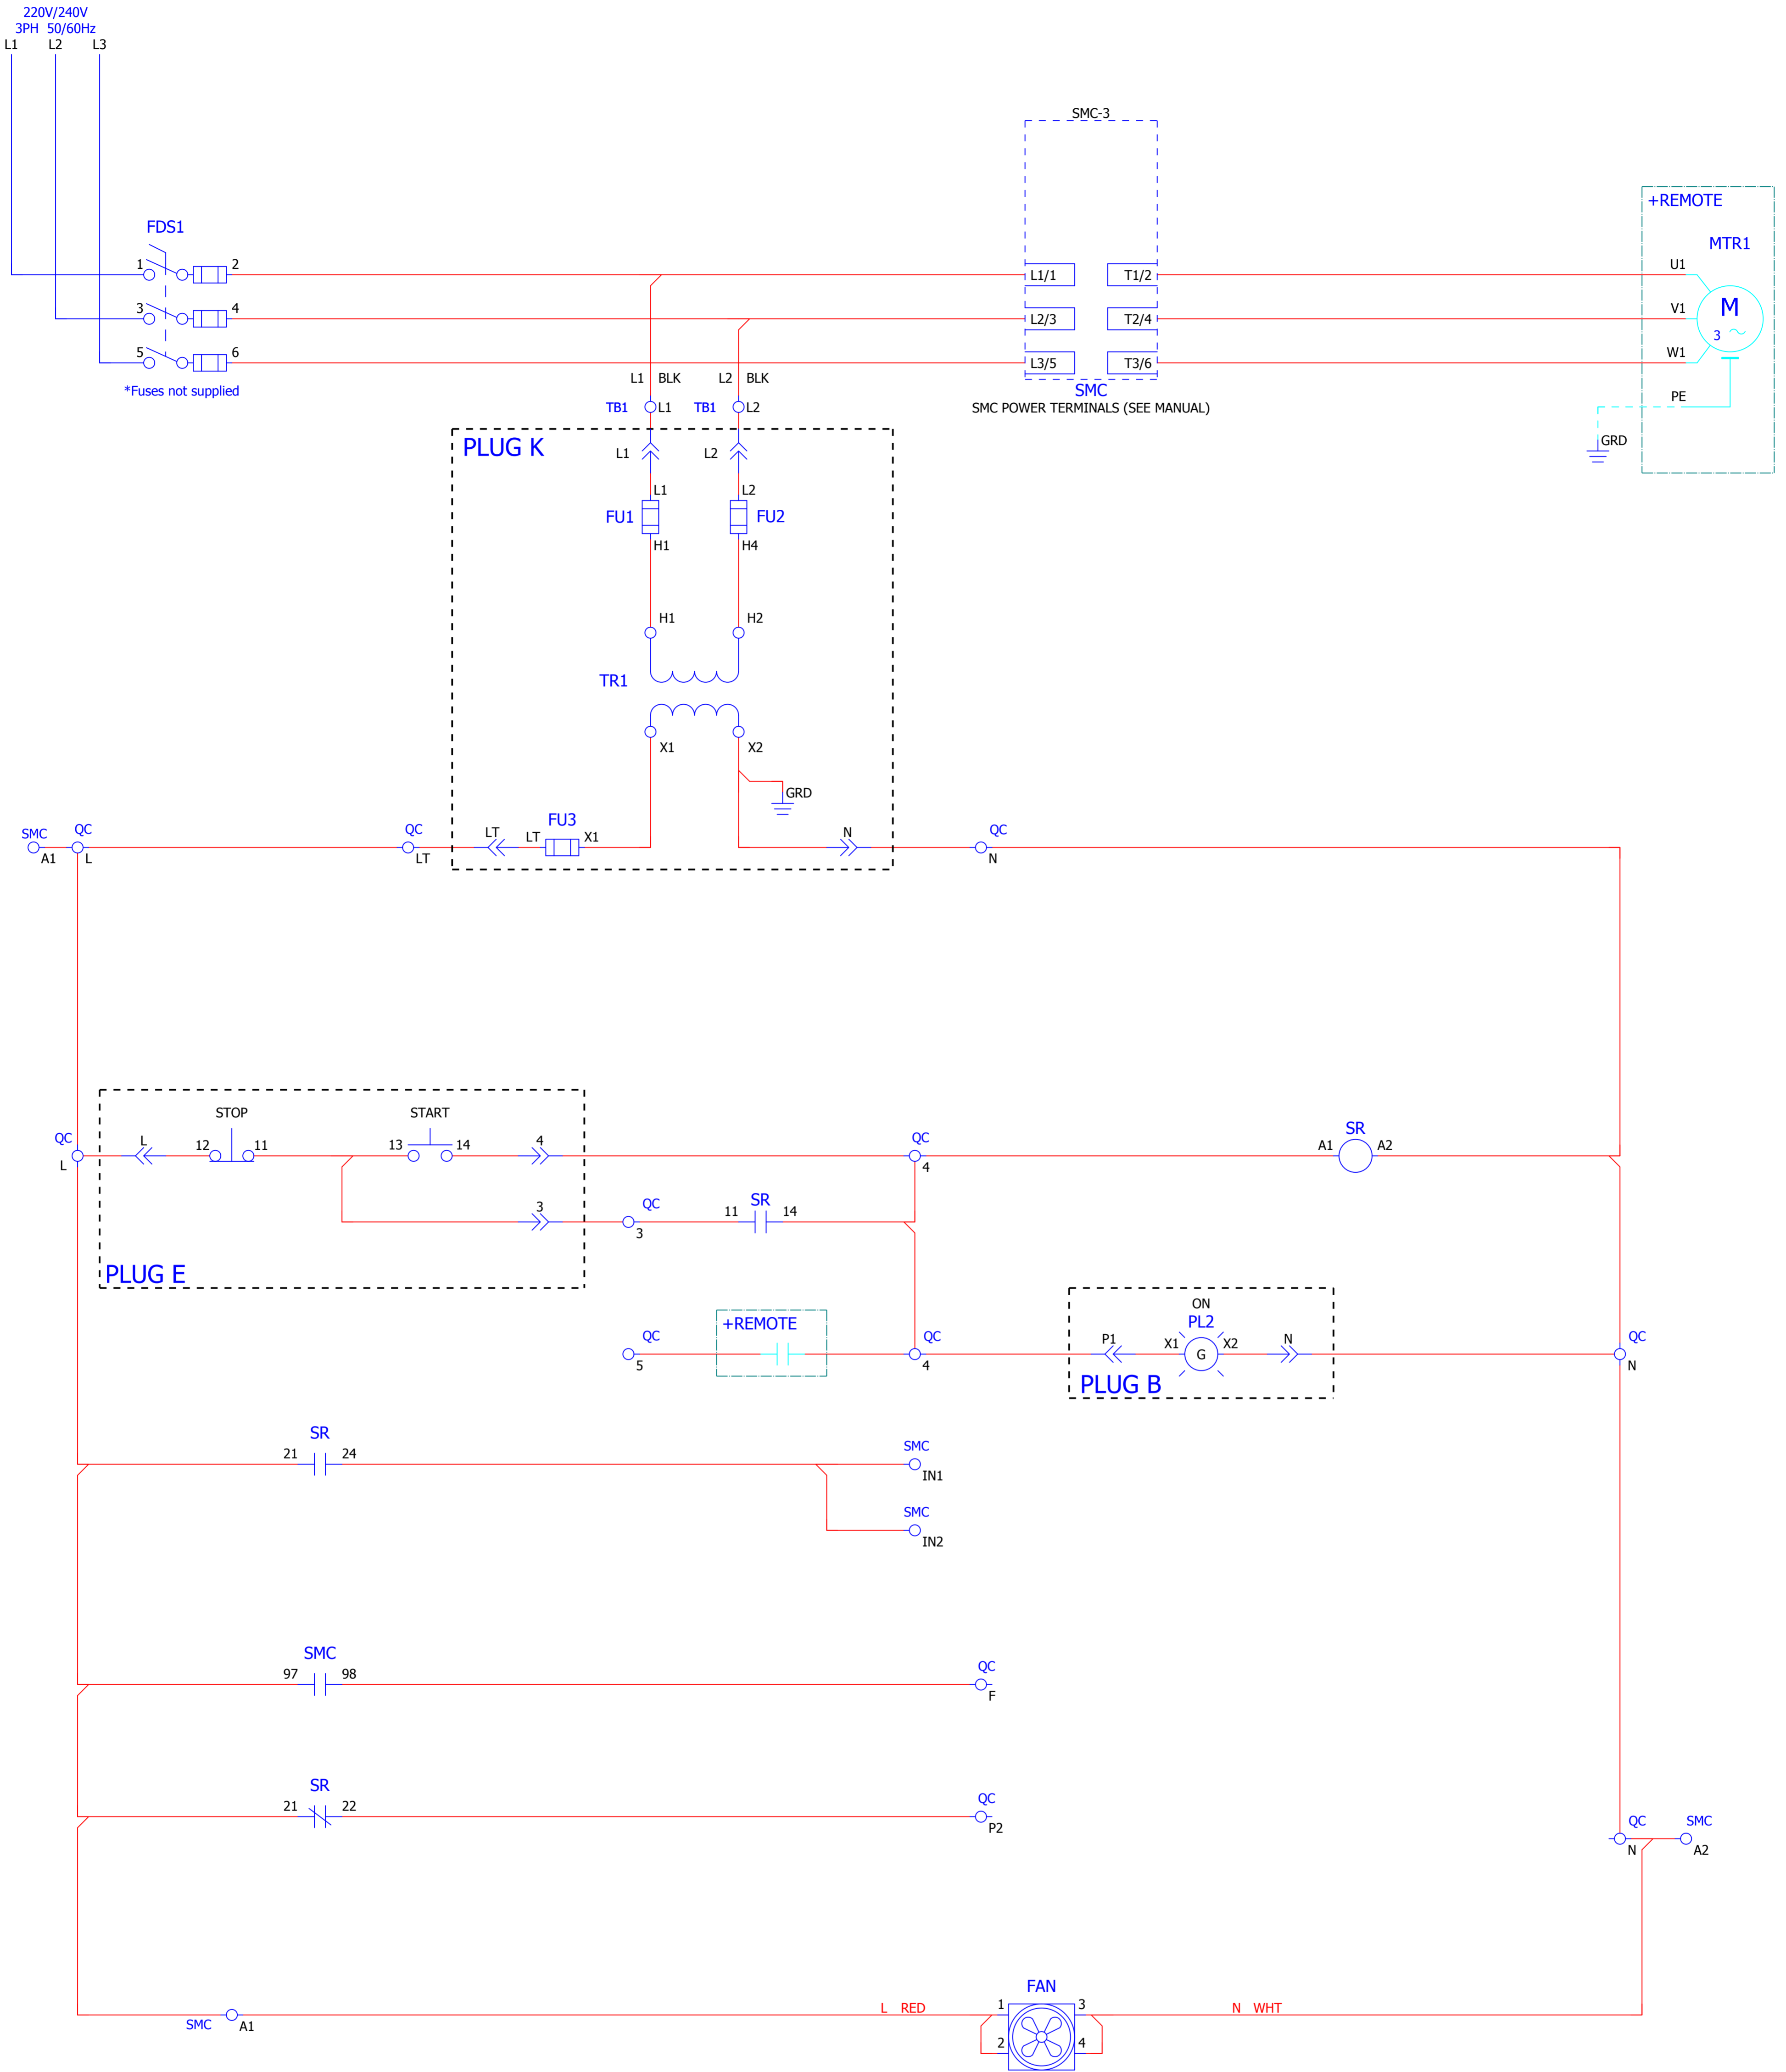 220V/240V
3PH 50/60Hz
L1 L2 L3
SMC-3
+REMOTE
MTR1
FDS1
1 2
L1/1 T1/2
U1
M
3
3 4
L2/3 T2/4
V1
5 6
L3/5 T3/6
W1
*Fuses not supplied
L1 BLK L2 BLK
SMC
SMC POWER TERMINALS (SEE MANUAL)
PE
GRD
TB1 L1 TB1 L2
PLUG K
L1 L2
L1 L2
FU1 FU2
H1 H4
H1 H2
TR1
X1 X2
GRD
FU3
SMC QC QC LT LT X1 N QC
A1 L LT N
STOP START
QC L 12 11 13 14 4 QC SR
A1 A2
L 4
3 QC SR
11 14
3
PLUG E
ON
+REMOTE PL2
QC QC P1 X1 X2 N QC
G
5 4 N
PLUG B
SR
21 24 SMC
IN1
SMC
IN2
SMC
97 98 QC
F
SR
21 22 QC
P2
QC SMC
N A2
FAN
L RED 1 3 N WHT
SMC A1
2 4